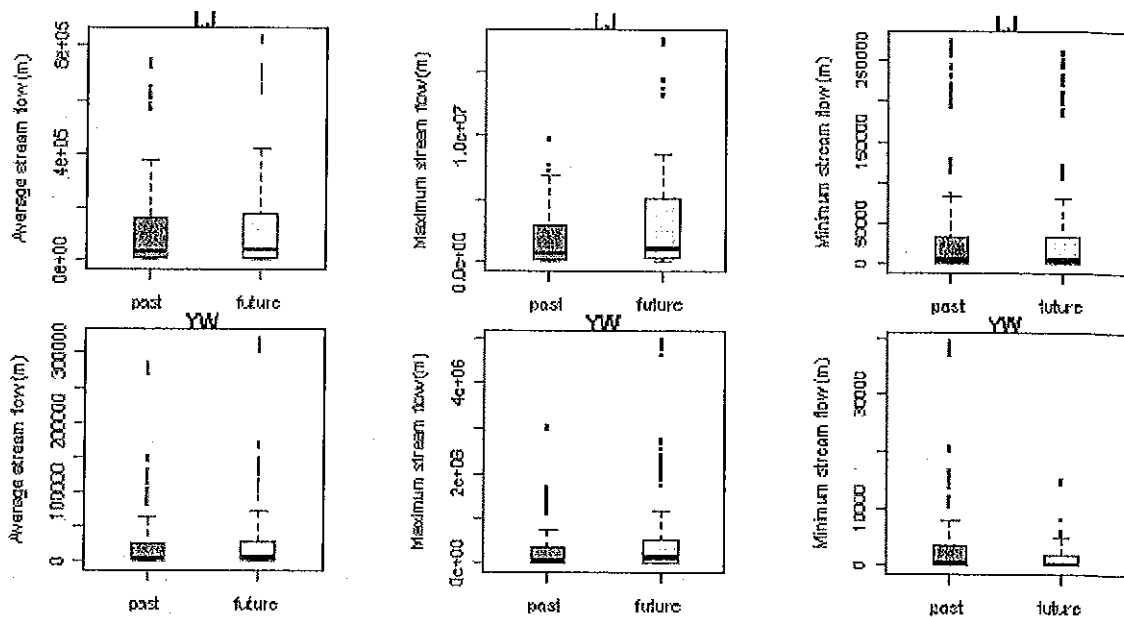 LJ
Average stream flow(m)
0e+00
4e+05
8e+05
past
future
LJ
Maximum stream flow(m)
0.0e+00
1.0e+07
past
future
LJ
Minimum stream flow(m)
0
50000
150000
250000
past
future
YW
Average stream flow(m)
0
100000
200000
300000
past
future
YW
Maximum stream flow(m)
0e+00
2e+06
4e+06
past
future
YW
Minimum stream flow(m)
0
10000
30000
past
future